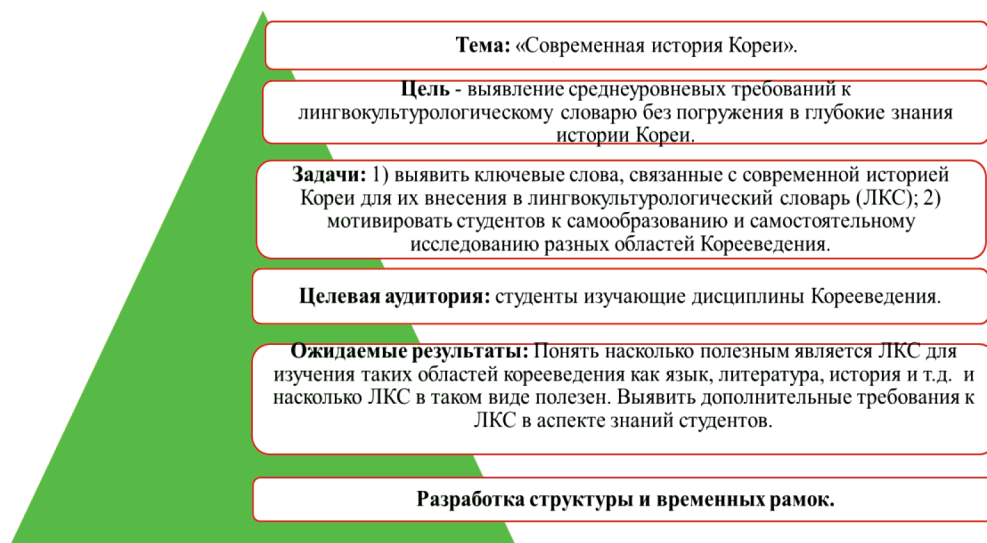 Тема: «Современная история Кореи».
Цель - выявление среднеуровневых требований к
лингвокультурологическому словарю без погружения в глубокие знания
истории Кореи.
Задачи: 1) выявить ключевые слова, связанные с современной историей
Кореи для их внесения в лингвокультурологический словарь (ЛКС); 2)
мотивировать студентов к самообразованию и самостоятельному
исследованию разных областей Корееведения.
Целевая аудитория: студенты изучающие дисциплины Корееведения.
Ожидаемые результаты: Понять насколько полезным является ЛКС для
изучения таких областей корееведения как язык, литература, история и т.д. и
насколько ЛКС в таком виде полезен. Выявить дополнительные требования к
ЛКС в аспекте знаний студентов.
Разработка структуры и временных рамок.